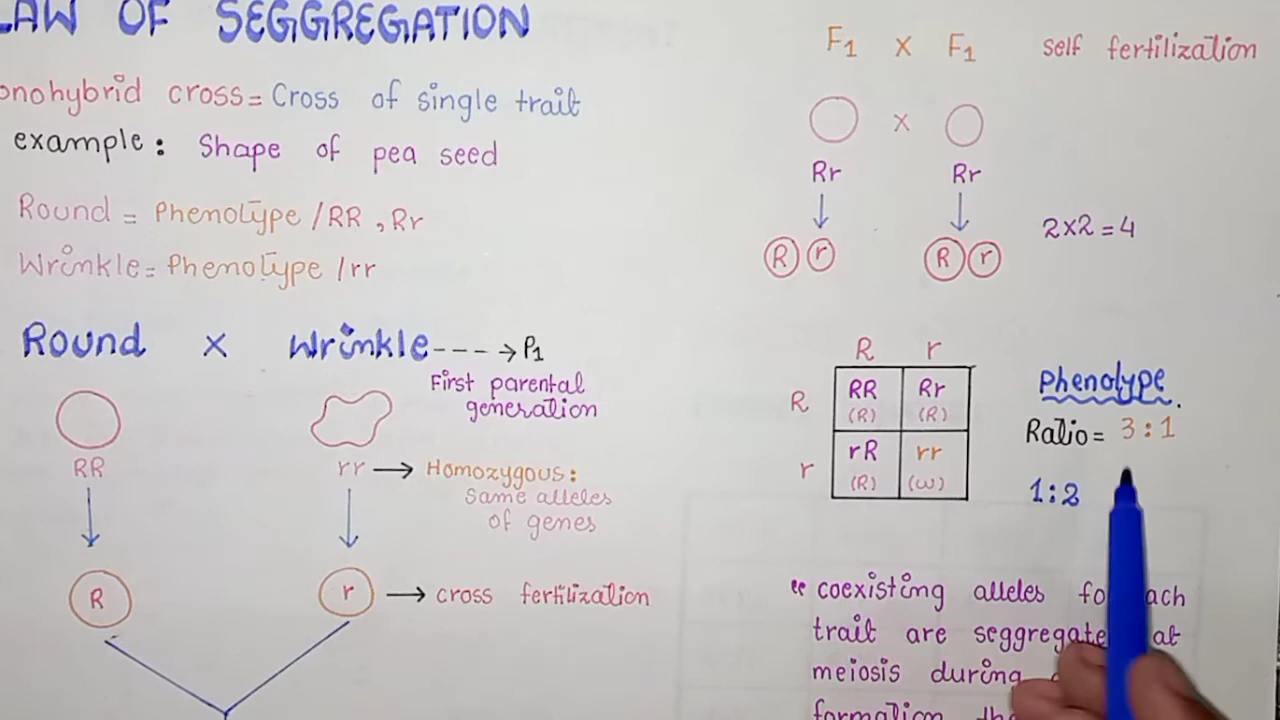 LAW OF SEGGREGATION
onohybrid cross = Cross of single trait
example : Shape of pea seed
Round = Phenotype / RR , Rr
Wrinkle = Phenotype / rr
Round x Wrinkle ----> P1
First parental
generation
RR
rr → Homozygous :
Same alleles
of genes
R
r → cross fertilization
F1 x F1 self fertilization
x
Rr Rr
R r R r
2x2=4
R r
R RR Rr
(R) (R)
r rR rr
(R) (W)
Phenotype
Ratio = 3 : 1
1:2
"coexisting alleles fo ach
trait are seggregate at
meiosis during
formation